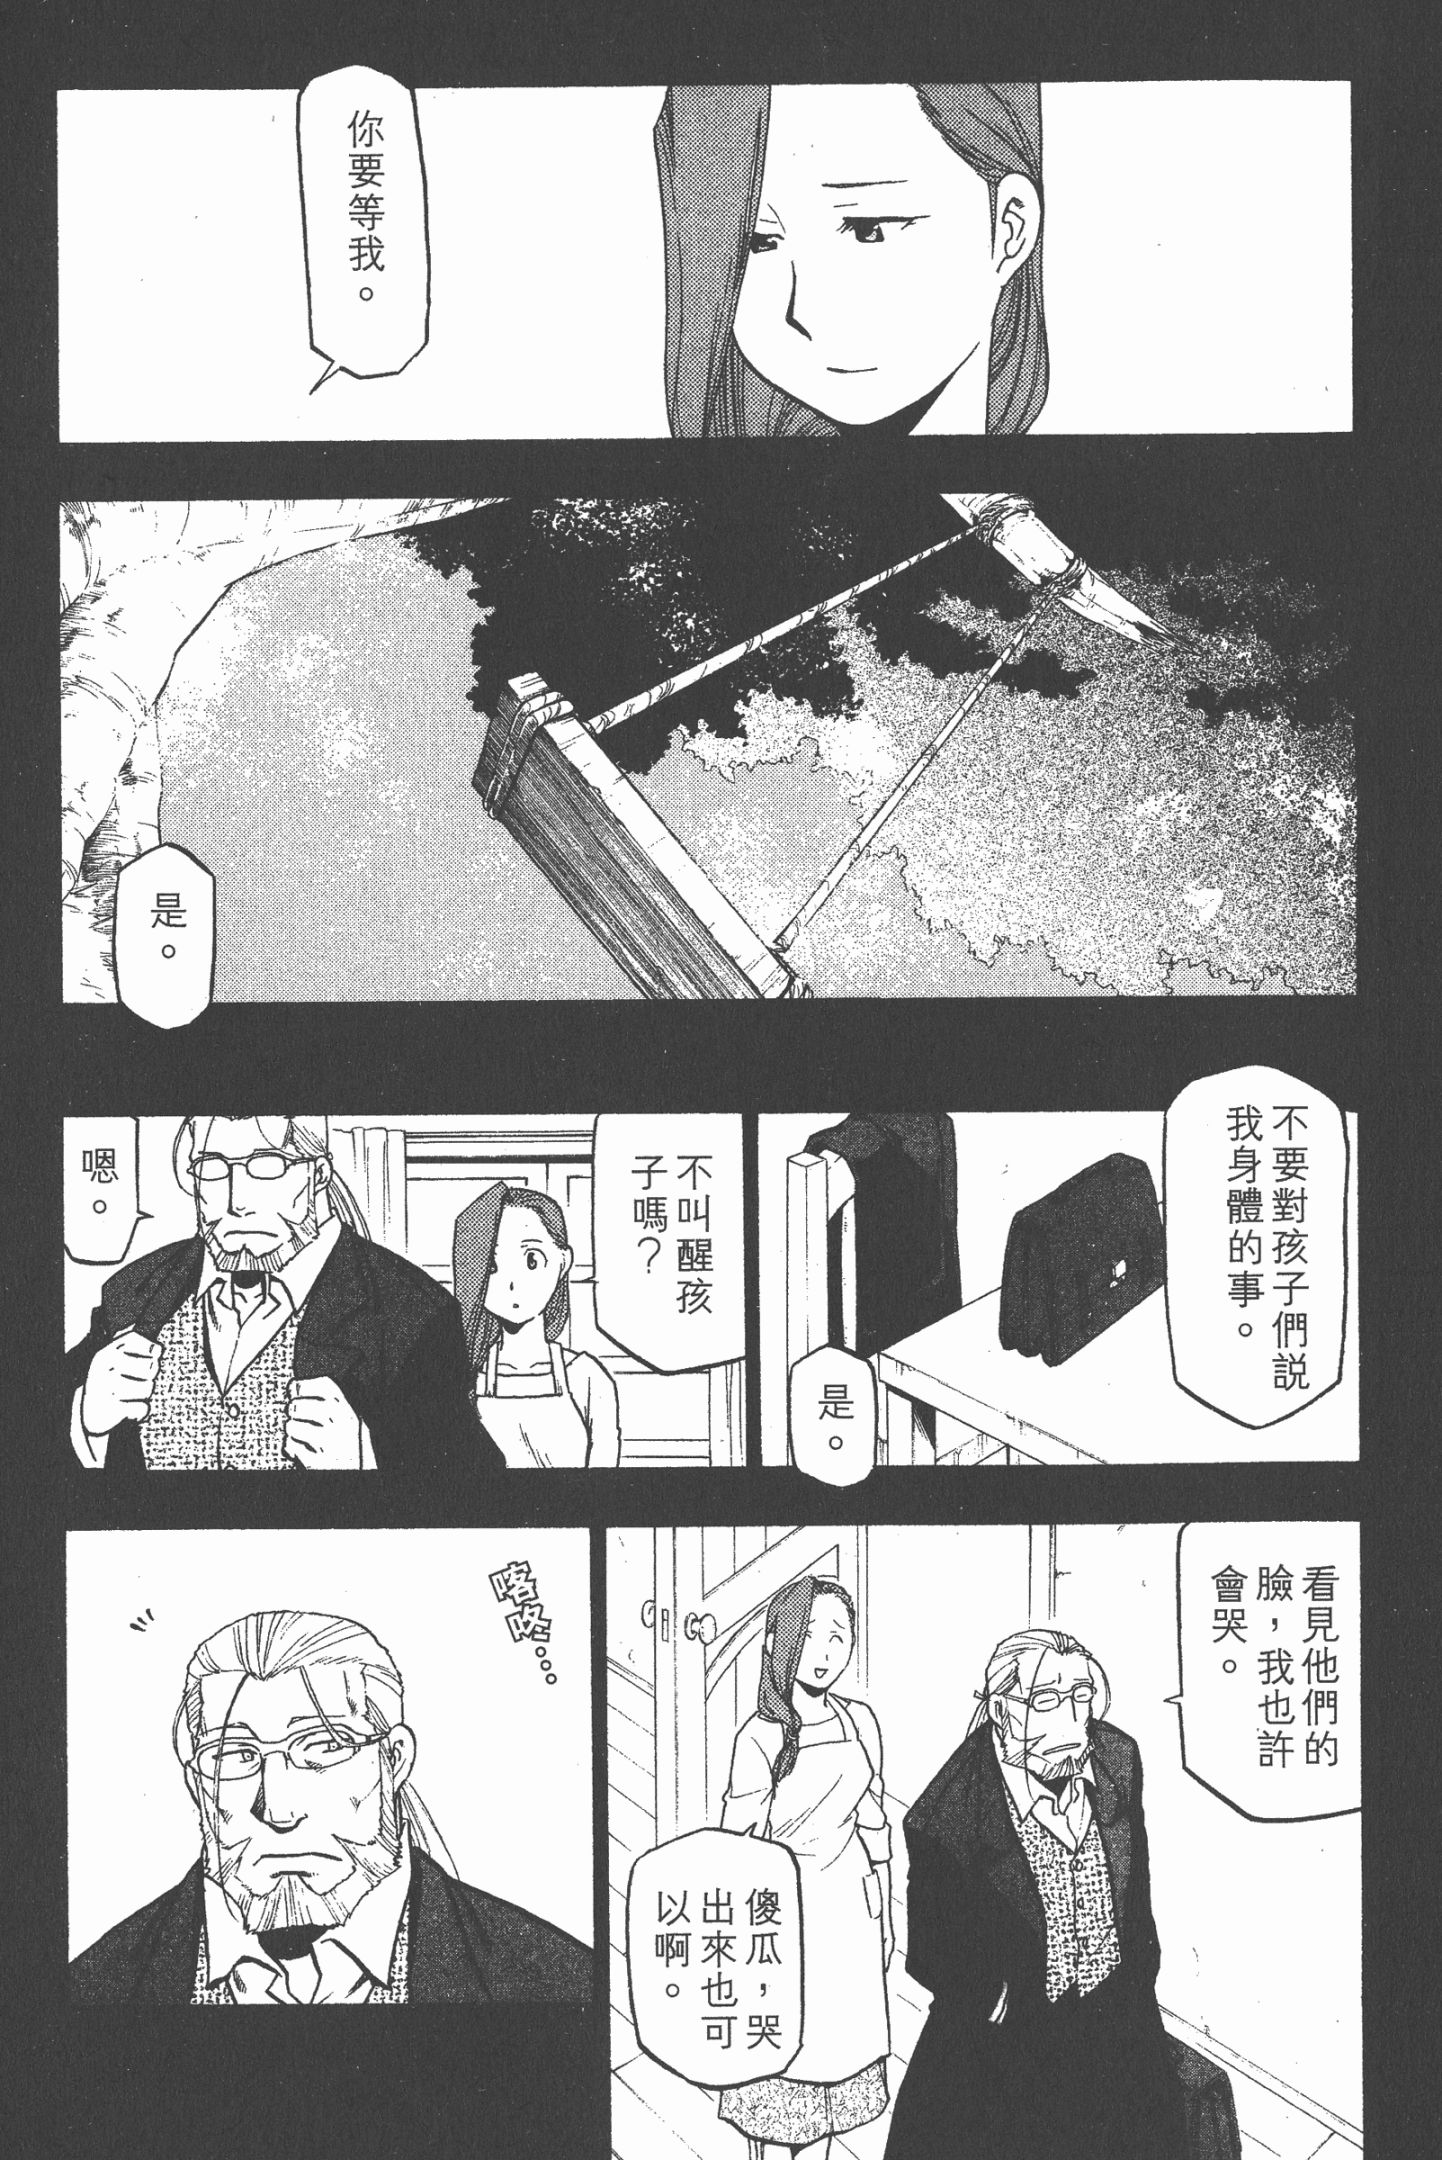 你要等我。
是。
不要對孩子們説
我身體的事。
是。
不叫醒孩
子嗎？
嗯。
看見他們的
臉，我也許
會哭。
傻瓜，哭
出來也可
以啊。
喀咚…